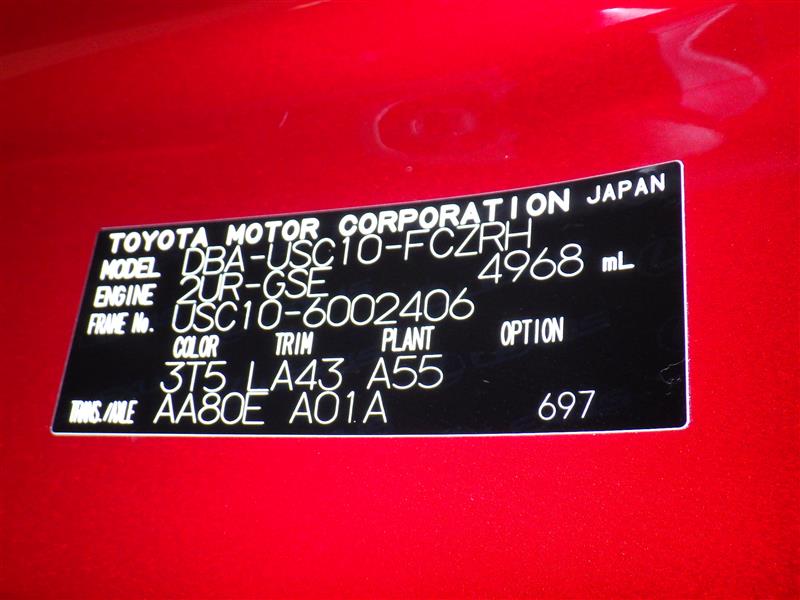 TOYOTA MOTOR CORPORATION JAPAN
MODEL DBA-USC10-FCZRH
ENGINE 2UR-GSE 4968 mL
FRAME No. USC10-6002406
COLOR TRIM PLANT OPTION
3T5 LA43 A55
TRANS./AXLE AA80E A01A 697